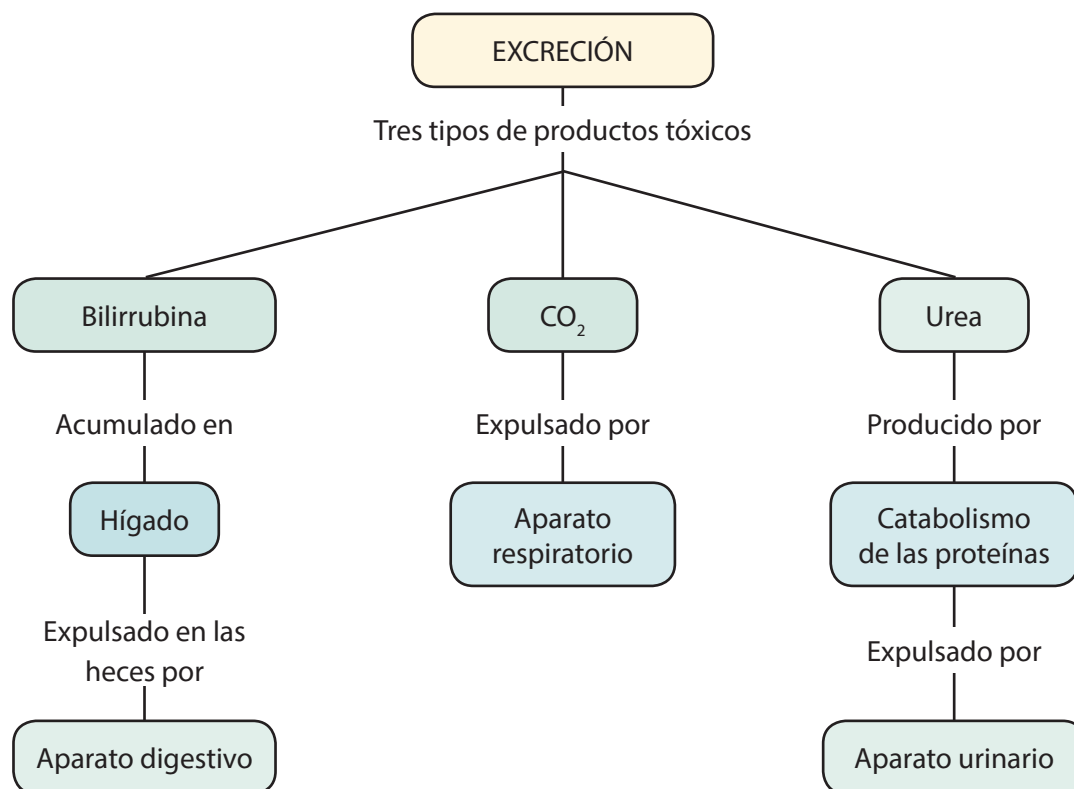 EXCRECIÓN
Tres tipos de productos tóxicos
Bilirrubina
Acumulado en
Hígado
Expulsado en las
heces por
Aparato digestivo
CO₂
Expulsado por
Aparato
respiratorio
Urea
Producido por
Catabolismo
de las proteínas
Expulsado por
Aparato urinario